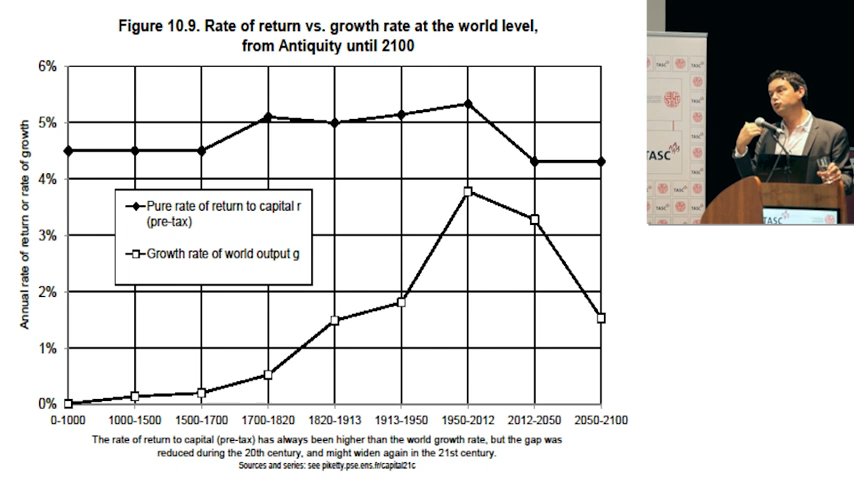 Figure 10.9. Rate of return vs. growth rate at the world level,
from Antiquity until 2100
6%
5%
4%
3%
2%
1%
0%
Annual rate of return or rate of growth
Pure rate of return to capital r
(pre-tax)
Growth rate of world output g
0-1000
1000-1500
1500-1700
1700-1820
1820-1913
1913-1950
1950-2012
2012-2050
2050-2100
The rate of return to capital (pre-tax) has always been higher than the world growth rate, but the gap was
reduced during the 20th century, and might widen again in the 21st century.
Sources and series: see piketty.pse.ens.fr/capital21c
TASC
TASC
TASC
TASC
TASC